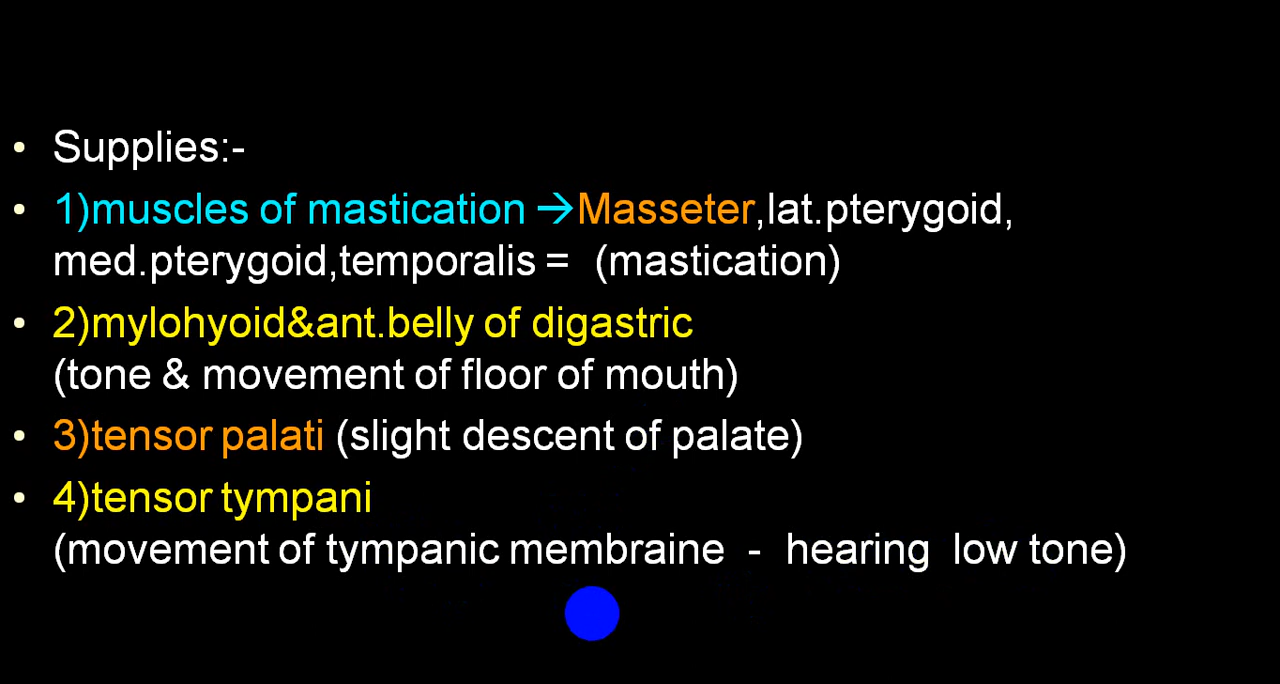 • Supplies:-
• 1)muscles of mastication →Masseter,lat.pterygoid,
med.pterygoid,temporalis = (mastication)
• 2)mylohyoid&ant.belly of digastric
(tone & movement of floor of mouth)
• 3)tensor palati (slight descent of palate)
• 4)tensor tympani
(movement of tympanic membraine - hearing low tone)